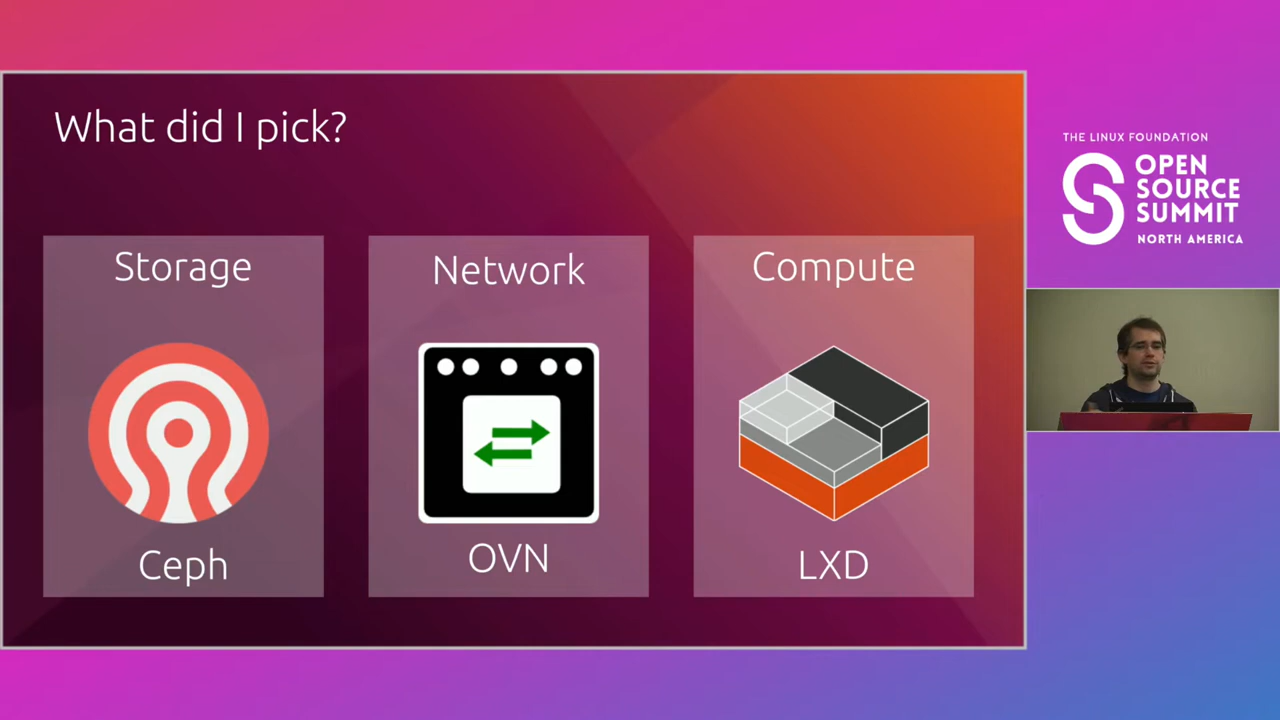 What did I pick?
Storage
Network
Compute
Ceph
OVN
LXD
THE LINUX FOUNDATION
OPEN
SOURCE
SUMMIT
NORTH AMERICA